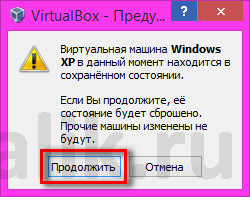 VirtualBox - Преду...
Виртуальная машина Windows
XP в данный момент находится в
сохранённом состоянии.
Если Вы продолжите, её
состояние будет сброшено.
Прочие машины изменены не
будут.
Продолжить
Отмена